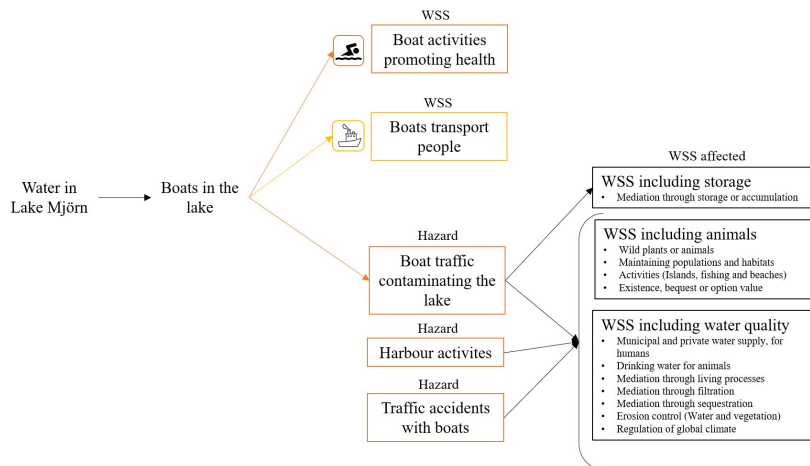 WSS
Boat activities
promoting health
WSS
Boats transport
people
Water in
Lake Mjörn
Boats in the
lake
Hazard
Boat traffic
contaminating the
lake
Hazard
Harbour activites
Hazard
Traffic accidents
with boats
WSS affected
WSS including storage
• Mediation through storage or accumulation
WSS including animals
• Wild plants or animals
• Maintaining populations and habitats
• Activities (Islands, fishing and beaches)
• Existence, bequest or option value
WSS including water quality
• Municipal and private water supply, for
humans
• Drinking water for animals
• Mediation through living processes
• Mediation through filtration
• Mediation through sequestration
• Erosion control (Water and vegetation)
• Regulation of global climate